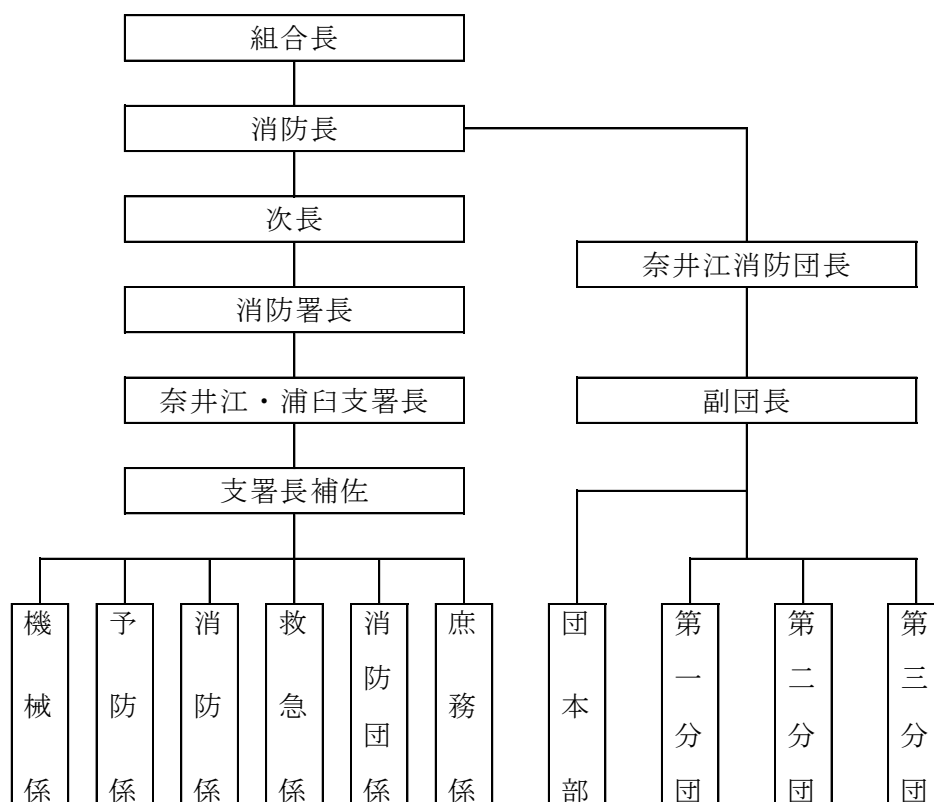 組合長
消防長
次長
奈井江消防団長
消防署長
奈井江・浦臼支署長
副団長
支署長補佐
機械係
予防係
消防係
救急係
消防団係
庶務係
団本部
第一分団
第二分団
第三分団